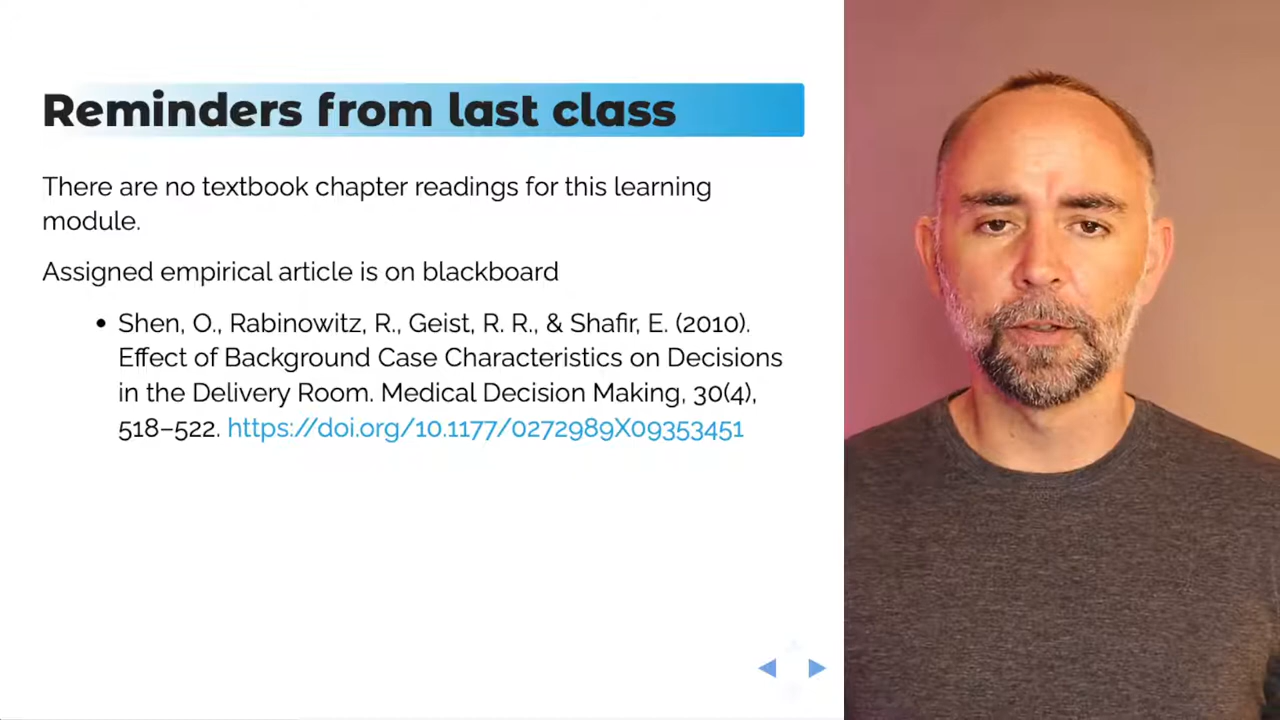 Reminders from last class
There are no textbook chapter readings for this learning
module.
Assigned empirical article is on blackboard
• Shen, O., Rabinowitz, R., Geist, R. R., & Shafir, E. (2010).
Effect of Background Case Characteristics on Decisions
in the Delivery Room. Medical Decision Making, 30(4),
518–522. https://doi.org/10.1177/0272989X09353451